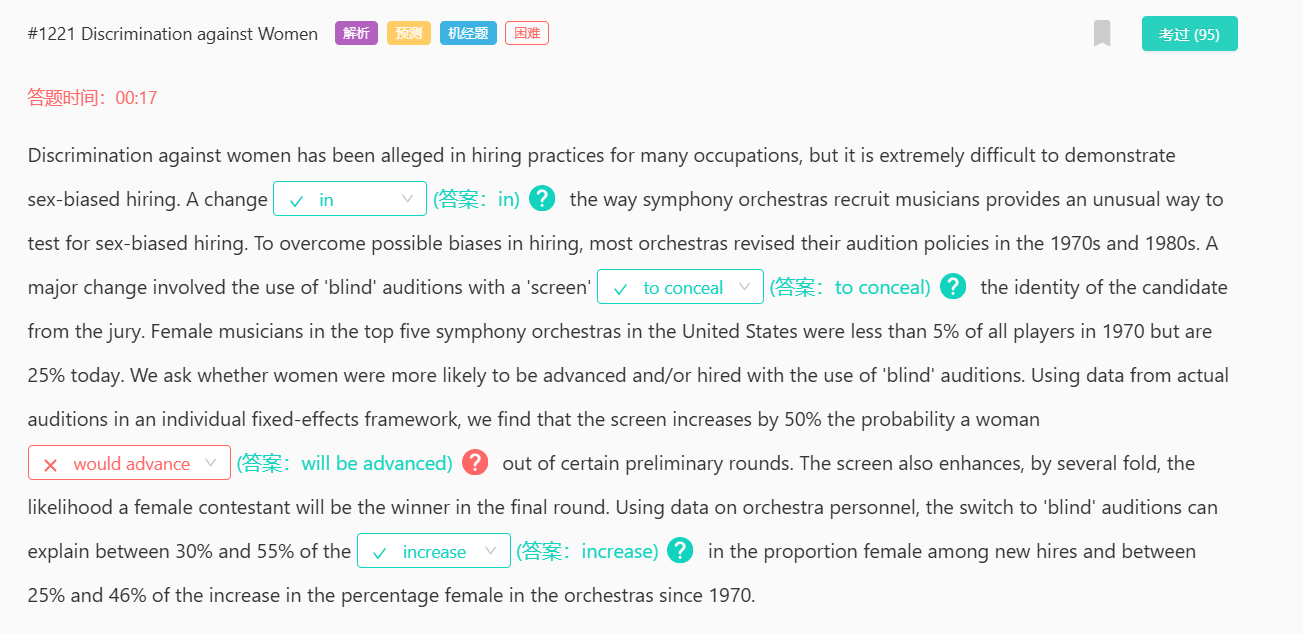 #1221 Discrimination against Women 解析 预测 机经题 困难 考过 (95)
答题时间：00:17
Discrimination against women has been alleged in hiring practices for many occupations, but it is extremely difficult to demonstrate
sex-biased hiring. A change in (答案：in) ? the way symphony orchestras recruit musicians provides an unusual way to
test for sex-biased hiring. To overcome possible biases in hiring, most orchestras revised their audition policies in the 1970s and 1980s. A
major change involved the use of 'blind' auditions with a 'screen' to conceal (答案：to conceal) ? the identity of the candidate
from the jury. Female musicians in the top five symphony orchestras in the United States were less than 5% of all players in 1970 but are
25% today. We ask whether women were more likely to be advanced and/or hired with the use of 'blind' auditions. Using data from actual
auditions in an individual fixed-effects framework, we find that the screen increases by 50% the probability a woman
would advance (答案：will be advanced) ? out of certain preliminary rounds. The screen also enhances, by several fold, the
likelihood a female contestant will be the winner in the final round. Using data on orchestra personnel, the switch to 'blind' auditions can
explain between 30% and 55% of the increase (答案：increase) ? in the proportion female among new hires and between
25% and 46% of the increase in the percentage female in the orchestras since 1970.